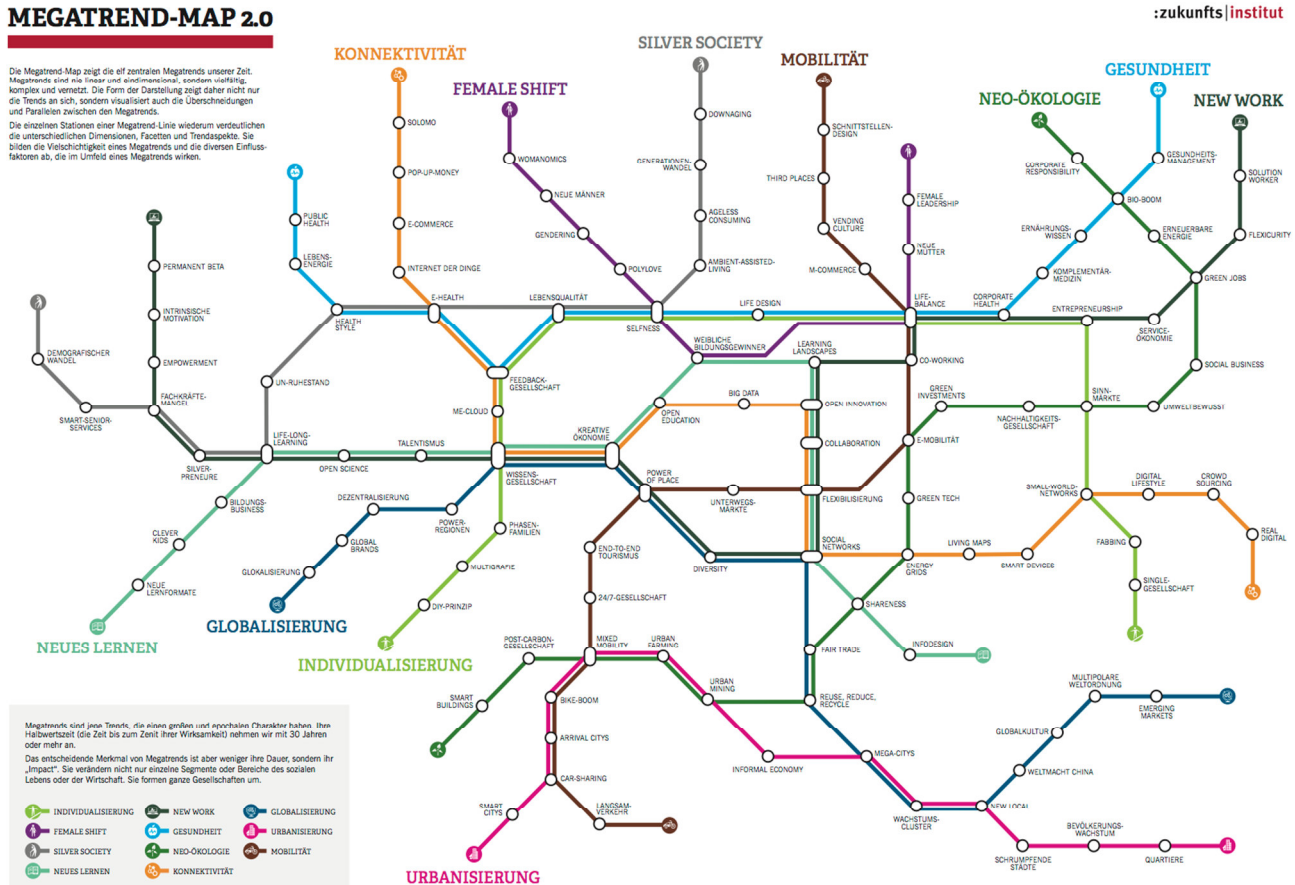 MEGATREND-MAP 2.0
:zukunfts|institut
Die Megatrend-Map zeigt die elf zentralen Megatrends unserer Zeit.
Megatrends sind nie linear und eindimensional, sondern vielfältig,
komplex und vernetzt. Die Form der Darstellung zeigt daher nicht nur
die Trends an sich, sondern visualisiert auch die Überschneidungen
und Parallelen zwischen den Megatrends.
Die einzelnen Stationen einer Megatrend-Linie wiederum verdeutlichen
die unterschiedlichen Dimensionen, Facetten und Trendaspekte. Sie
bilden die Vielschichtigkeit eines Megatrends und die diversen Einfluss-
faktoren ab, die im Umfeld eines Megatrends wirken.
KONNEKTIVITÄT
SOLOMO
POP-UP-MONEY
E-COMMERCE
INTERNET DER DINGE
FEMALE SHIFT
WOMANOMICS
NEUE MÄNNER
GENDERING
POLYLOVE
SILVER SOCIETY
DOWNAGING
GENERATIONEN-
WANDEL
AGELESS
CONSUMING
AMBIENT-ASSISTED-
LIVING
MOBILITÄT
SCHNITTSTELLEN-
DESIGN
THIRD PLACES
VENDING
CULTURE
M-COMMERCE
FEMALE
LEADERSHIP
NEUE
MÜTTER
NEO-ÖKOLOGIE
CORPORATE
RESPONSIBILITY
BIO-BOOM
ERNEUERBARE
ENERGIE
GREEN JOBS
GESUNDHEIT
GESUNDHEITS-
MANAGEMENT
ERNÄHRUNGS-
WISSEN
KOMPLEMENTÄR-
MEDIZIN
NEW WORK
SOLUTION
WORKER
FLEXICURITY
PUBLIC
HEALTH
LEBENS-
ENERGIE
PERMANENT BETA
INTRINSISCHE
MOTIVATION
EMPOWERMENT
FACHKRÄFTE-
MANGEL
DEMOGRAFISCHER
WANDEL
SMART-SENIOR-
SERVICES
SILVER-
PRENEURE
UN-RUHESTAND
HEALTH
STYLE
E-HEALTH
LEBENSQUALITÄT
SELFNESS
LIFE DESIGN
LIFE-
BALANCE
CORPORATE
HEALTH
ENTREPRENEURSHIP
SERVICE-
ÖKONOMIE
WEIBLICHE
BILDUNGSGEWINNER
LEARNING
LANDSCAPES
CO-WORKING
SOCIAL BUSINESS
FEEDBACK-
GESELLSCHAFT
ME-CLOUD
BIG DATA
OPEN
EDUCATION
OPEN INNOVATION
GREEN
INVESTMENTS
NACHHALTIGKEITS-
GESELLSCHAFT
SINN-
MÄRKTE
UMWELTBEWUSST
LIFE-LONG-
LEARNING
OPEN SCIENCE
TALENTISMUS
KREATIVE
ÖKONOMIE
COLLABORATION
E-MOBILITÄT
WISSENS-
GESELLSCHAFT
POWER
OF PLACE
UNTERWEGS-
MÄRKTE
FLEXIBILISIERUNG
GREEN TECH
SMALL-WORLD-
NETWORKS
DIGITAL
LIFESTYLE
CROWD
SOURCING
REAL
DIGITAL
BILDUNGS-
BUSINESS
CLEVER
KIDS
NEUE
LERNFORMATE
NEUES LERNEN
DEZENTRALISIERUNG
POWER-
REGIONEN
GLOBAL
BRANDS
GLOKALISIERUNG
GLOBALISIERUNG
PHASEN-
FAMILIEN
MULTIGRAFIE
DIY-PRINZIP
INDIVIDUALISIERUNG
END-TO-END
TOURISMUS
24/7-GESELLSCHAFT
DIVERSITY
SOCIAL
NETWORKS
ENERGY
GRIDS
LIVING MAPS
SMART DEVICES
FABBING
SINGLE-
GESELLSCHAFT
SHARENESS
INFODESIGN
FAIR TRADE
POST-CARBON-
GESELLSCHAFT
MIXED
MOBILITY
URBAN
FARMING
SMART
BUILDINGS
BIKE-BOOM
URBAN
MINING
REUSE, REDUCE,
RECYCLE
ARRIVAL CITYS
CAR-SHARING
INFORMAL ECONOMY
MEGA-CITYS
SMART
CITYS
LANGSAM-
VERKEHR
URBANISIERUNG
WACHSTUMS-
CLUSTER
NEW LOCAL
WELTMACHT CHINA
GLOBALKULTUR
MULTIPOLARE
WELTORDNUNG
EMERGING
MARKETS
SCHRUMPFENDE
STÄDTE
BEVÖLKERUNGS-
WACHSTUM
QUARTIERE
Megatrends sind jene Trends, die einen großen und epochalen Charakter haben. Ihre
Halbwertszeit (die Zeit bis zum Zenit ihrer Wirksamkeit) nehmen wir mit 30 Jahren
oder mehr an.
Das entscheidende Merkmal von Megatrends ist aber weniger ihre Dauer, sondern ihr
„Impact“. Sie verändern nicht nur einzelne Segmente oder Bereiche des sozialen
Lebens oder der Wirtschaft. Sie formen ganze Gesellschaften um.
INDIVIDUALISIERUNG NEW WORK GLOBALISIERUNG
FEMALE SHIFT GESUNDHEIT URBANISIERUNG
SILVER SOCIETY NEO-ÖKOLOGIE MOBILITÄT
NEUES LERNEN KONNEKTIVITÄT